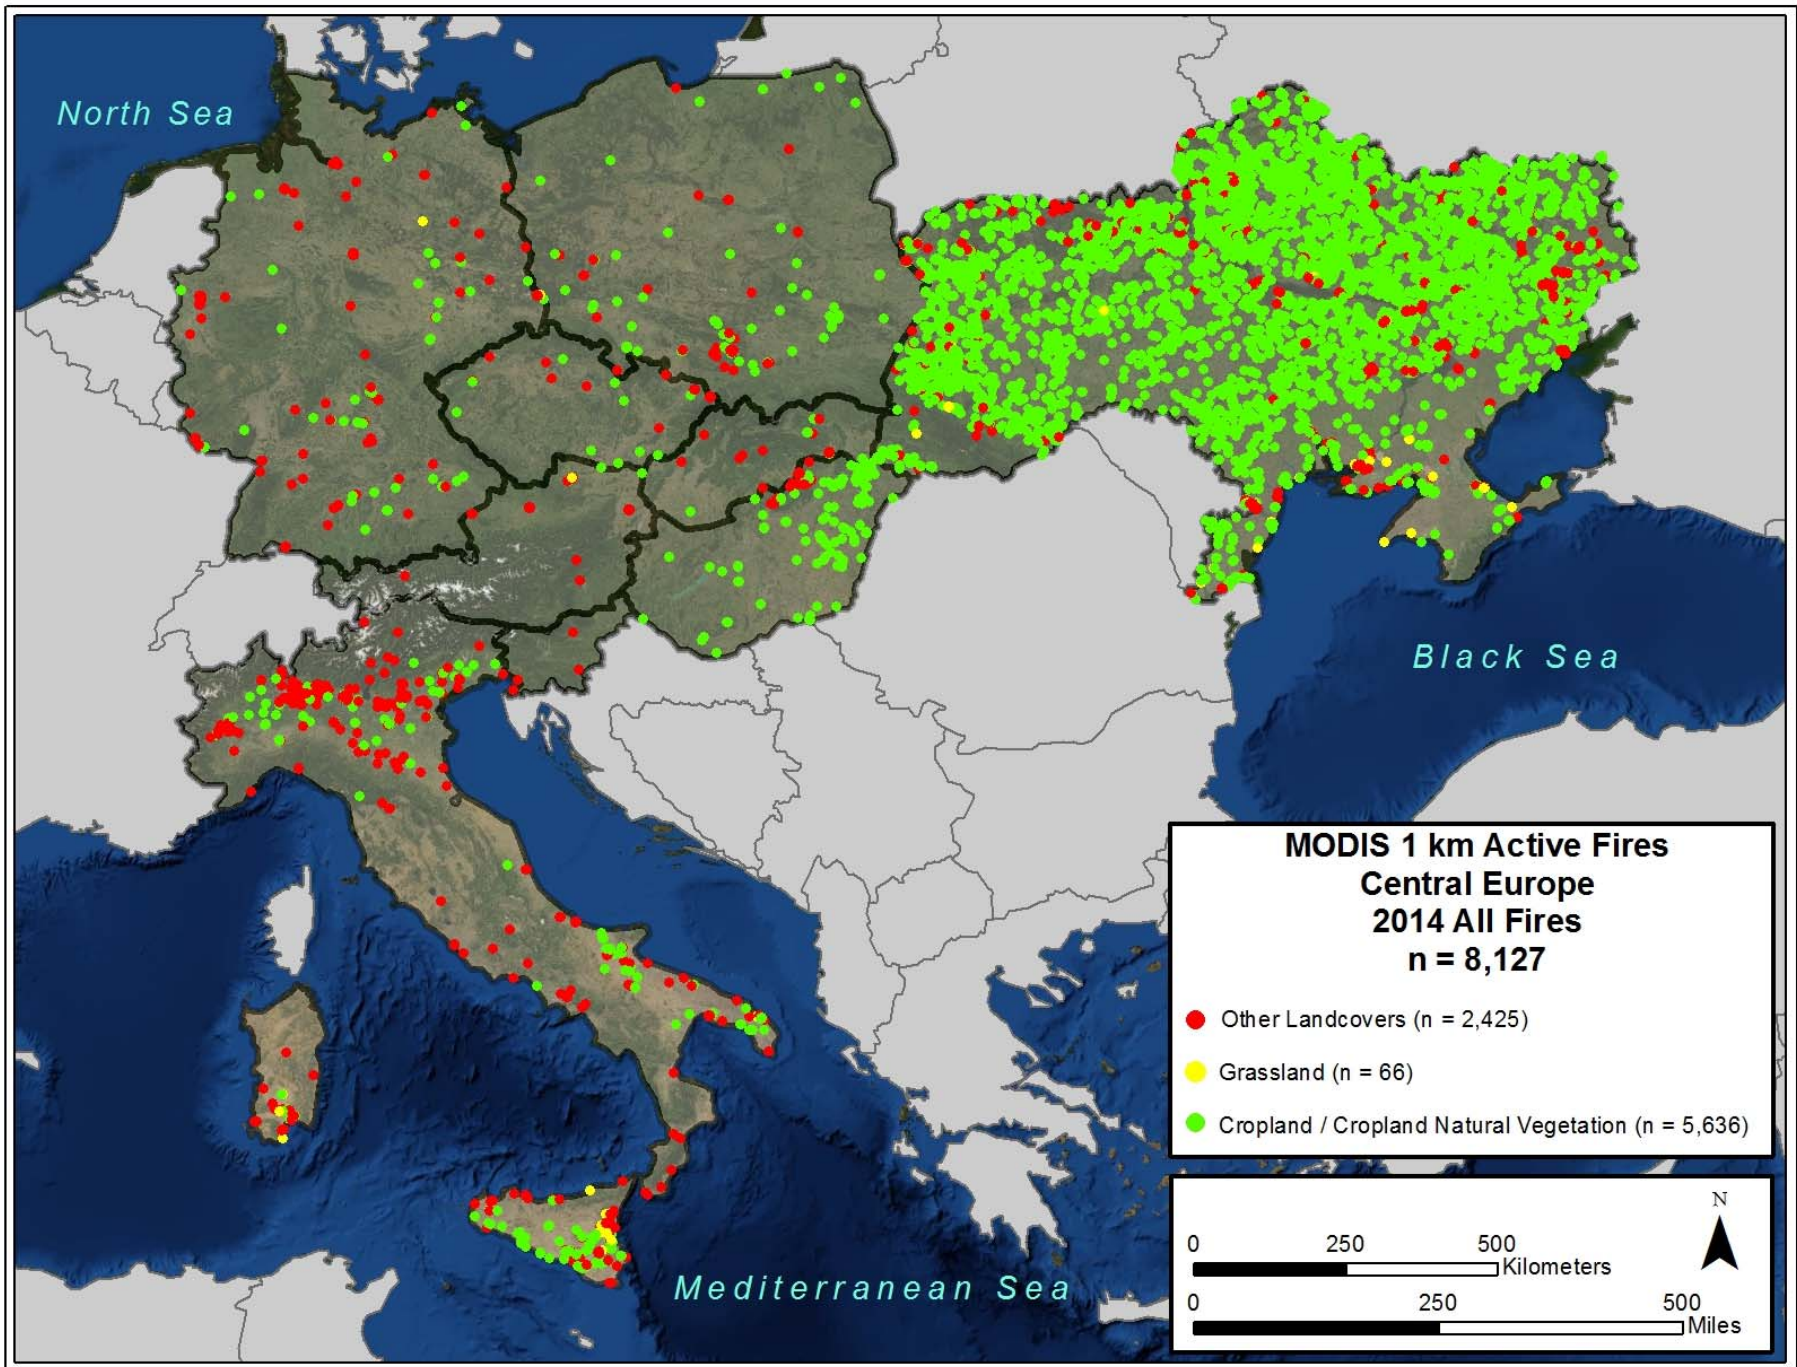 North Sea
Black Sea
Mediterranean Sea
MODIS 1 km Active Fires
Central Europe
2014 All Fires
n = 8,127
Other Landcovers (n = 2,425)
Grassland (n = 66)
Cropland / Cropland Natural Vegetation (n = 5,636)
N
0 250 500
Kilometers
0 250 500
Miles